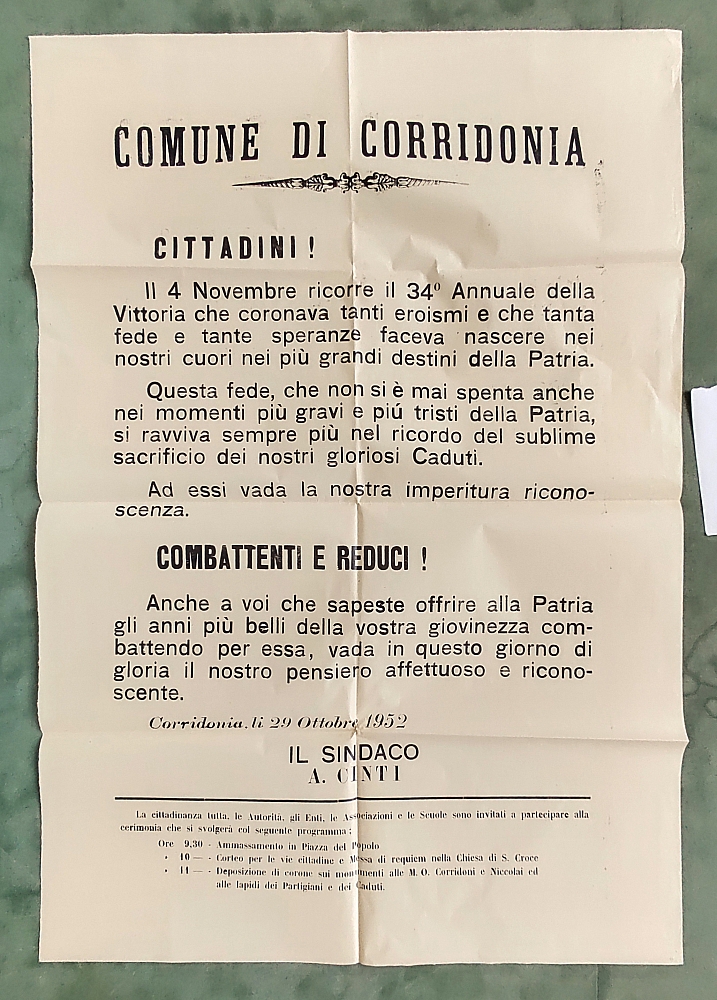 COMUNE DI CORRIDONIA
CITTADINI !
Il 4 Novembre ricorre il 34º Annuale della
Vittoria che coronava tanti eroismi e che tanta
fede e tante speranze faceva nascere nei
nostri cuori nei più grandi destini della Patria.
Questa fede, che non si è mai spenta anche
nei momenti più gravi e piú tristi della Patria,
si ravviva sempre più nel ricordo del sublime
sacrificio dei nostri gloriosi Caduti.
Ad essi vada la nostra imperitura ricono-
scenza.
COMBATTENTI E REDUCI !
Anche a voi che sapeste offrire alla Patria
gli anni più belli della vostra giovinezza com-
battendo per essa, vada in questo giorno di
gloria il nostro pensiero affettuoso e ricono-
scente.
Corridonia, li 29 Ottobre 1952
IL SINDACO
A. CINTI
La cittadinanza tutta, le Autorità, gli Enti, le Associazioni e le Scuole sono invitati a partecipare alla
cerimonia che si svolgerà col seguente programma :
Ore 9,30 - Ammassamento in Piazza del Popolo
• 10 — - Corteo per le vie cittadine e Messa di requiem nella Chiesa di S. Croce
• 11 — - Deposizione di corone sui monumenti alle M. O. Corridoni e Niccolai ed
alle lapidi dei Partigiani e dei Caduti.